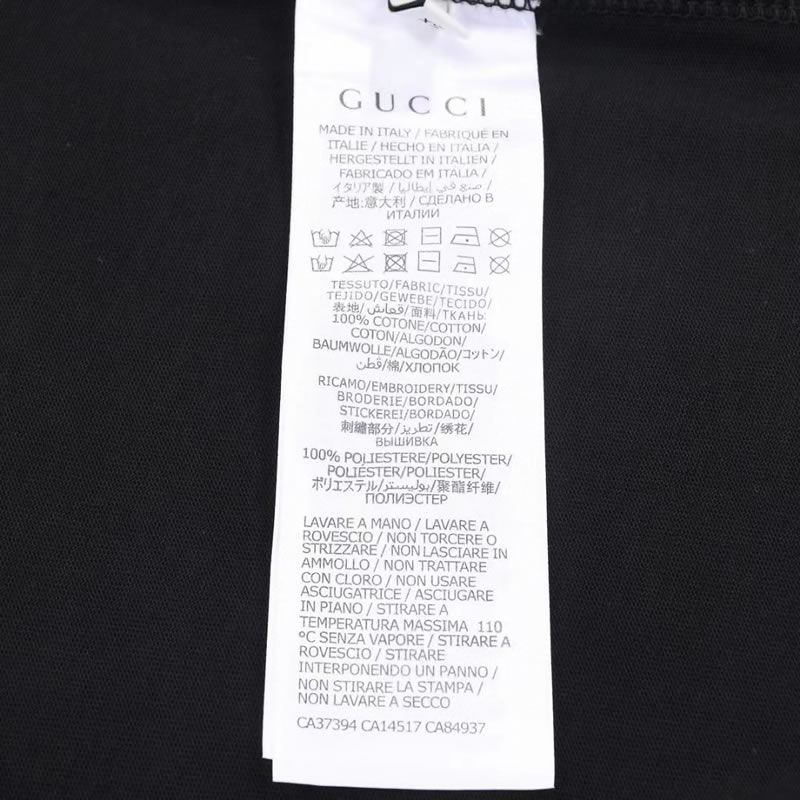 GUCCI
MADE IN ITALY / FABRIQUÉ EN
ITALIE / HECHO EN ITALIA /
HERGESTELLT IN ITALIEN /
FABRICADO EM ITALIA /
イタリア製 / صنع في إيطاليا /
产地:意大利 / СДЕЛАНО В
ИТАЛИИ
TESSUTO/FABRIC/TISSU/
TEJIDO/GEWEBE/TECIDO/
表地/قماش/面料/ТКАНЬ:
100% COTONE/COTTON/
COTON/ALGODON/
BAUMWOLLE/ALGODÃO/コットン/
قطن/棉/ХЛОПОК
RICAMO/EMBROIDERY/TISSU/
BRODERIE/BORDADO/
STICKEREI/BORDADO/
刺繍部分/تطريز/绣花/
ВЫШИВКА
100% POLIESTERE/POLYESTER/
POLIÉSTER/POLIESTER/
ポリエステル/بوليستر/聚酯纤维/
ПОЛИЭСТЕР
LAVARE A MANO / LAVARE A
ROVESCIO / NON TORCERE O
STRIZZARE / NON LASCIARE IN
AMMOLLO / NON TRATTARE
CON CLORO / NON USARE
ASCIUGATRICE / ASCIUGARE
IN PIANO / STIRARE A
TEMPERATURA MASSIMA 110
°C SENZA VAPORE / STIRARE A
ROVESCIO / STIRARE
INTERPONENDO UN PANNO /
NON STIRARE LA STAMPA /
NON LAVARE A SECCO
CA37394 CA14517 CA84937